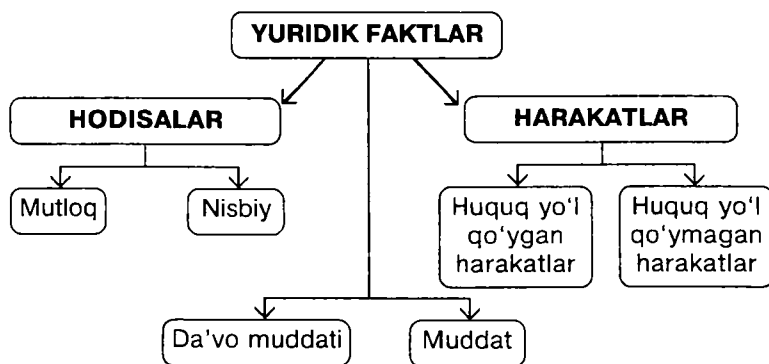 YURIDIK FAKTLAR
HODISALAR
HARAKATLAR
Mutloq
Nisbiy
Huquq yo‘l
qo‘ygan
harakatlar
Huquq yo‘l
qo‘ymagan
harakatlar
Da’vo muddati
Muddat